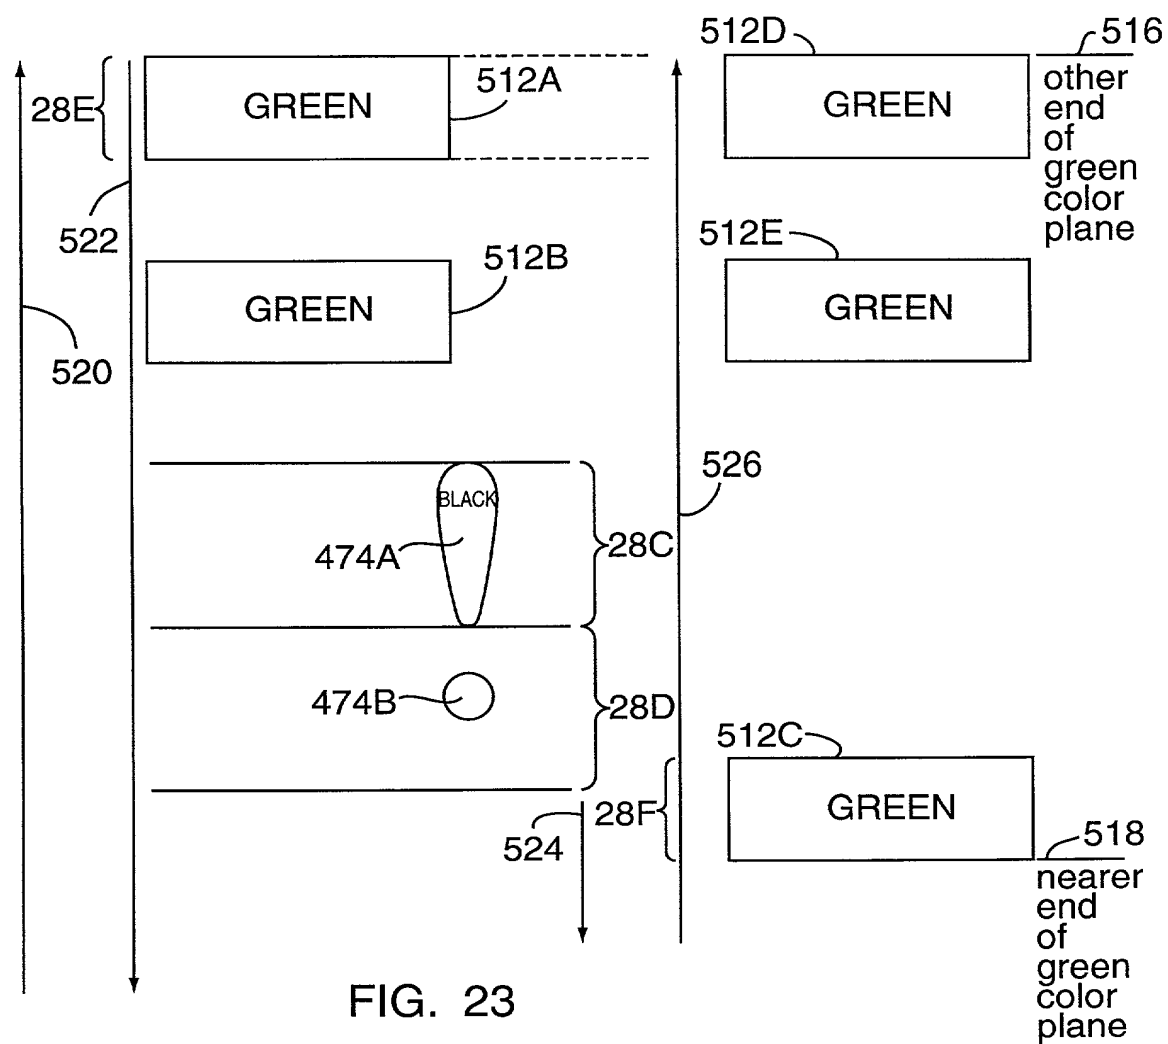 512D
516
28E
GREEN
512A
GREEN
other
end
of
green
color
plane
522
512E
512B
GREEN
GREEN
520
526
BLACK
474A
28C
474B
28D
512C
28F
GREEN
524
518
nearer
end
of
green
color
plane
FIG. 23